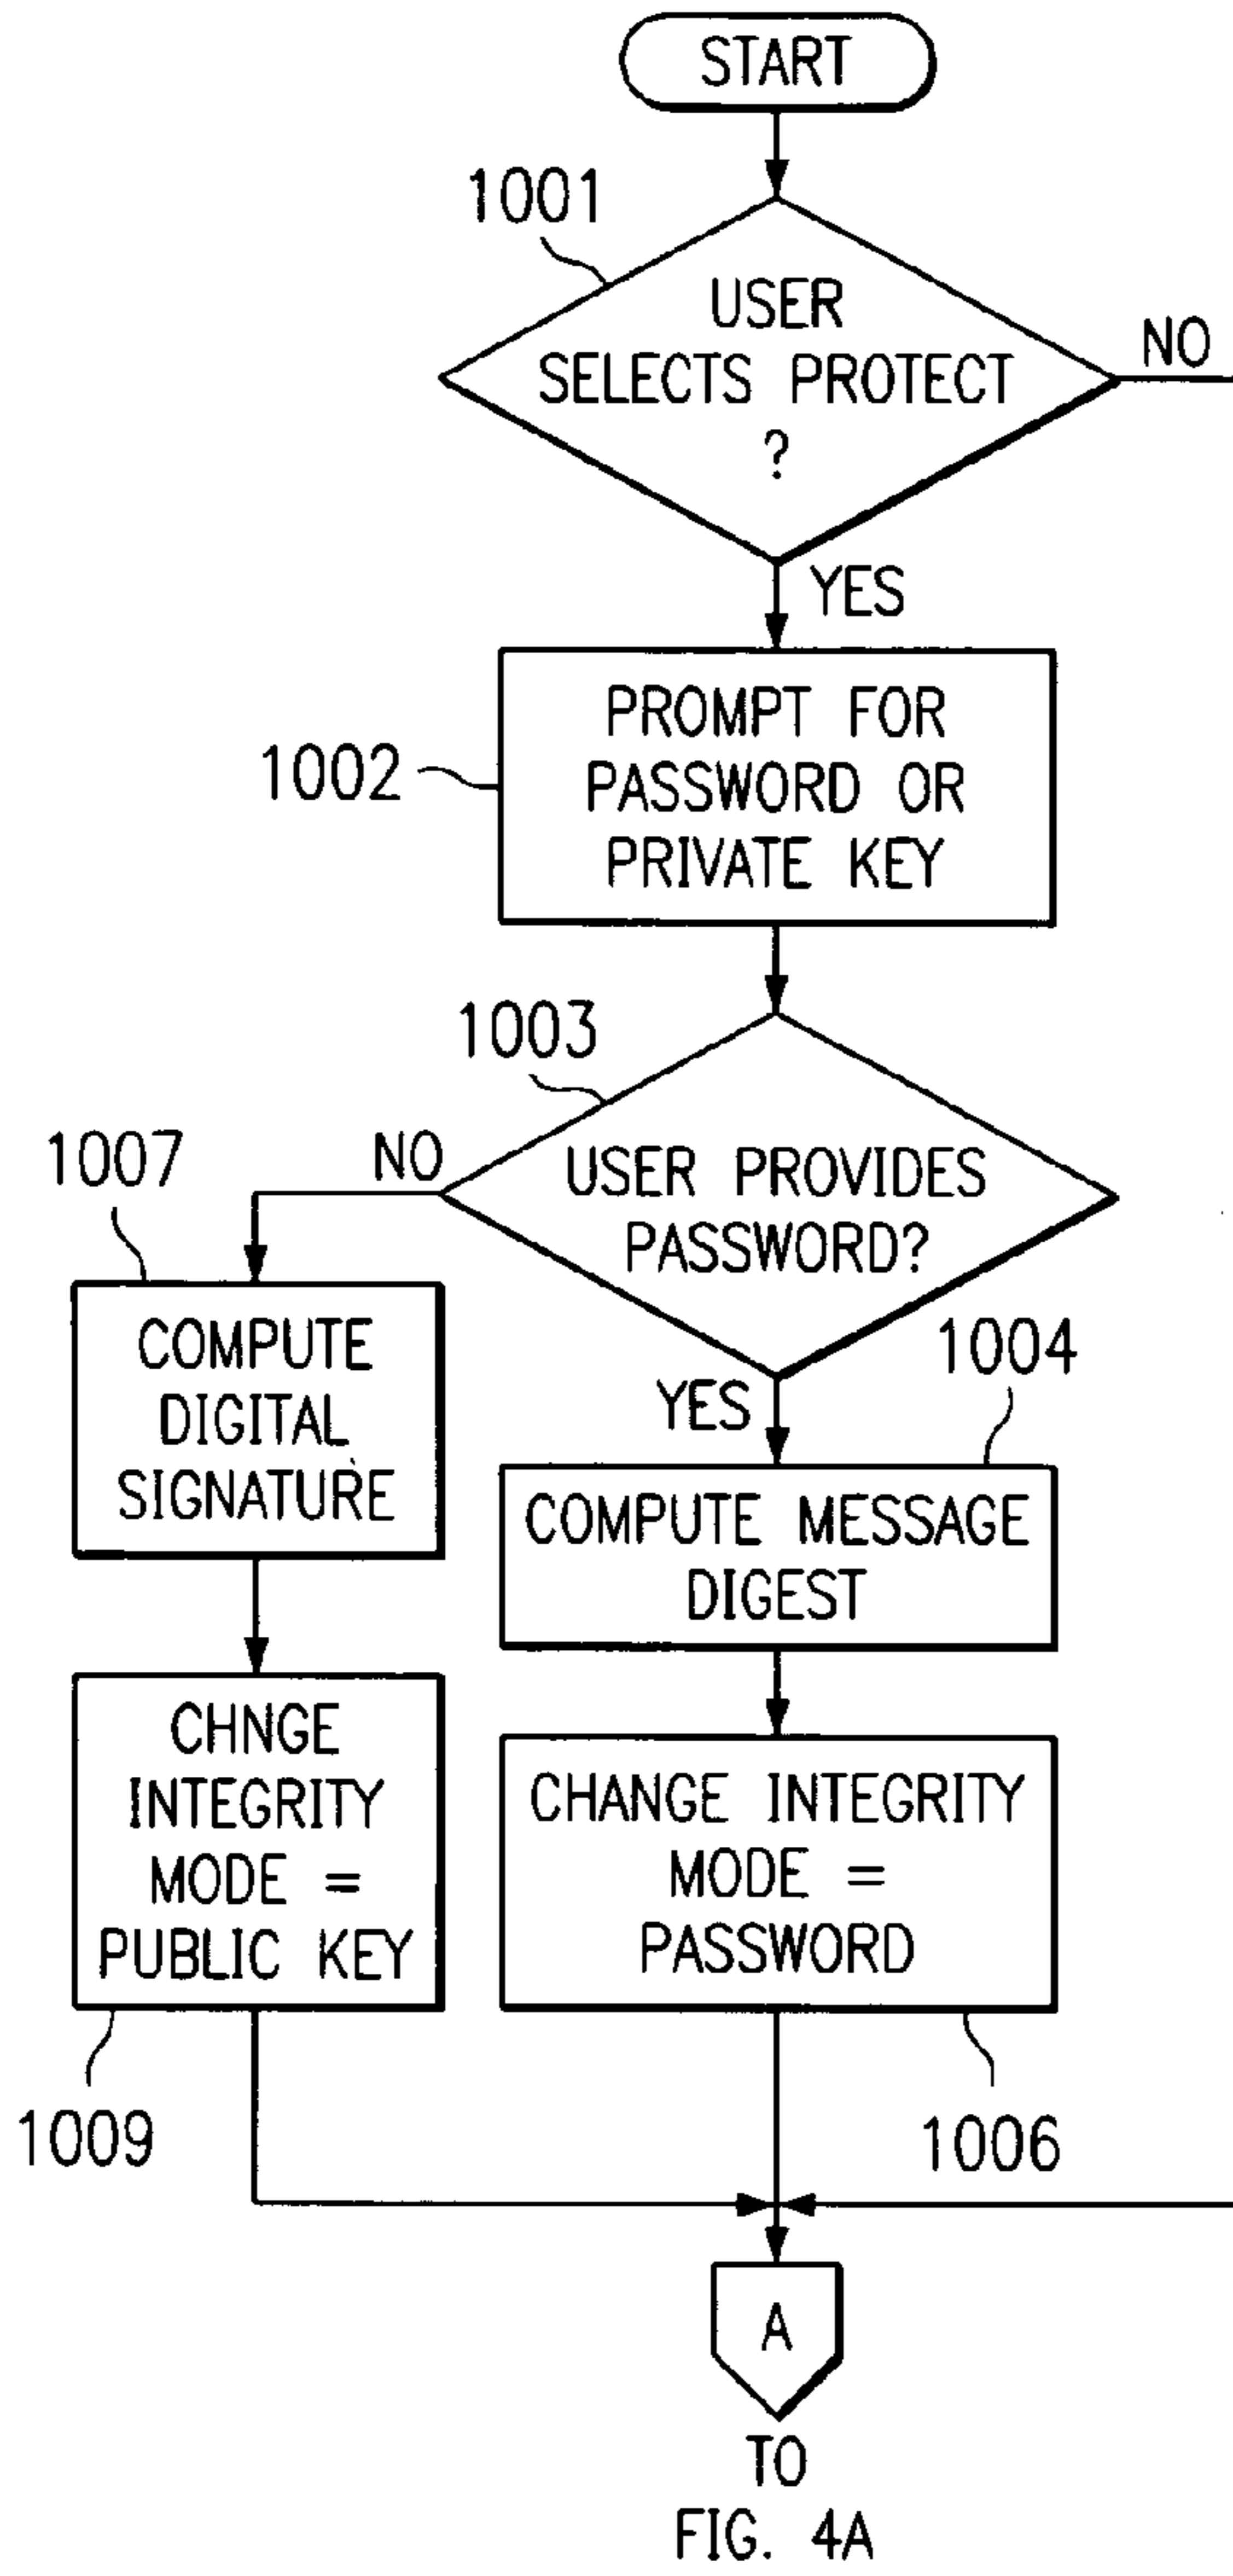 START
1001
USER
SELECTS PROTECT
?
NO
YES
1002
PROMPT FOR
PASSWORD OR
PRIVATE KEY
1003
USER PROVIDES
PASSWORD?
NO
1007
COMPUTE
DIGITAL
SIGNATURE
YES
1004
COMPUTE MESSAGE
DIGEST
CHNGE
INTEGRITY
MODE =
PUBLIC KEY
1009
CHANGE INTEGRITY
MODE =
PASSWORD
1006
A
TO
FIG. 4A